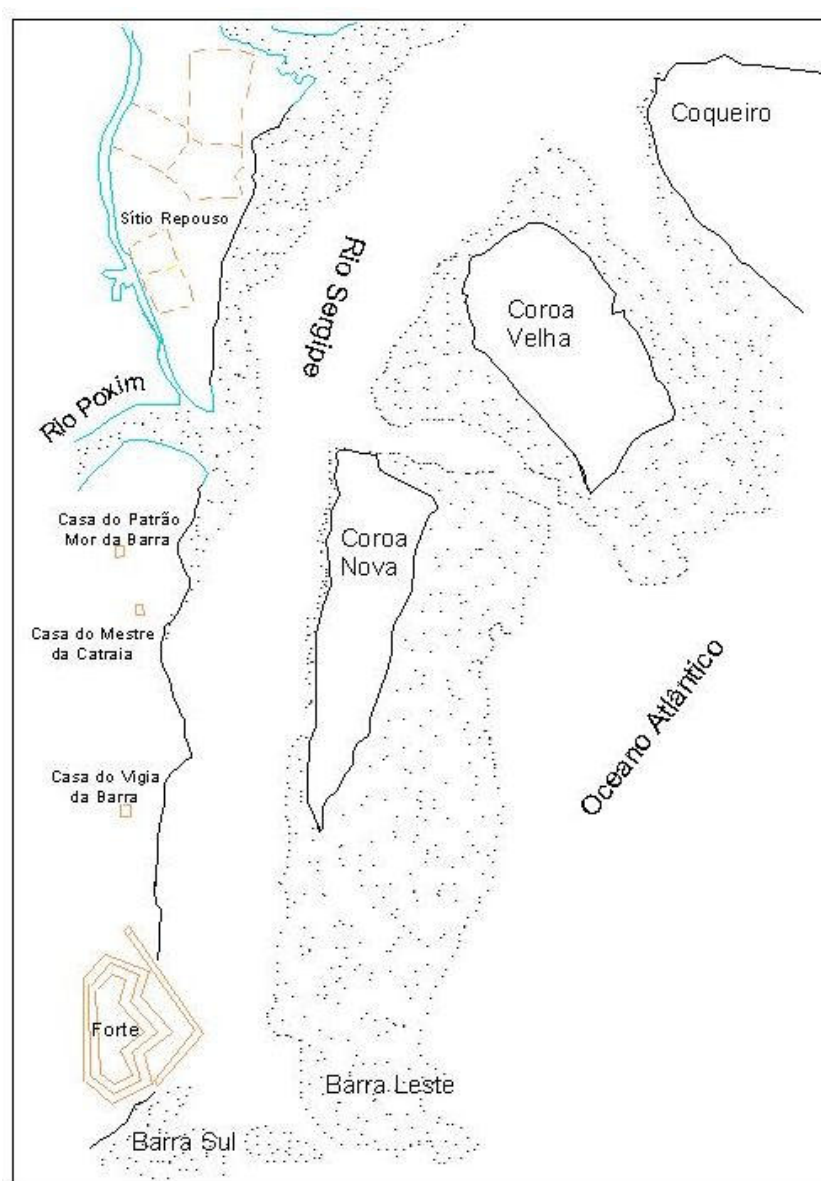 Coqueiro
Sítio Repouso
Rio Sergipe
Coroa
Velha
Rio Poxim
Casa do Patrão
Mor da Barra
Coroa
Nova
Casa do Mestre
da Catraia
Oceano Atlântico
Casa do Vigia
da Barra
Forte
Barra Leste
Barra Sul